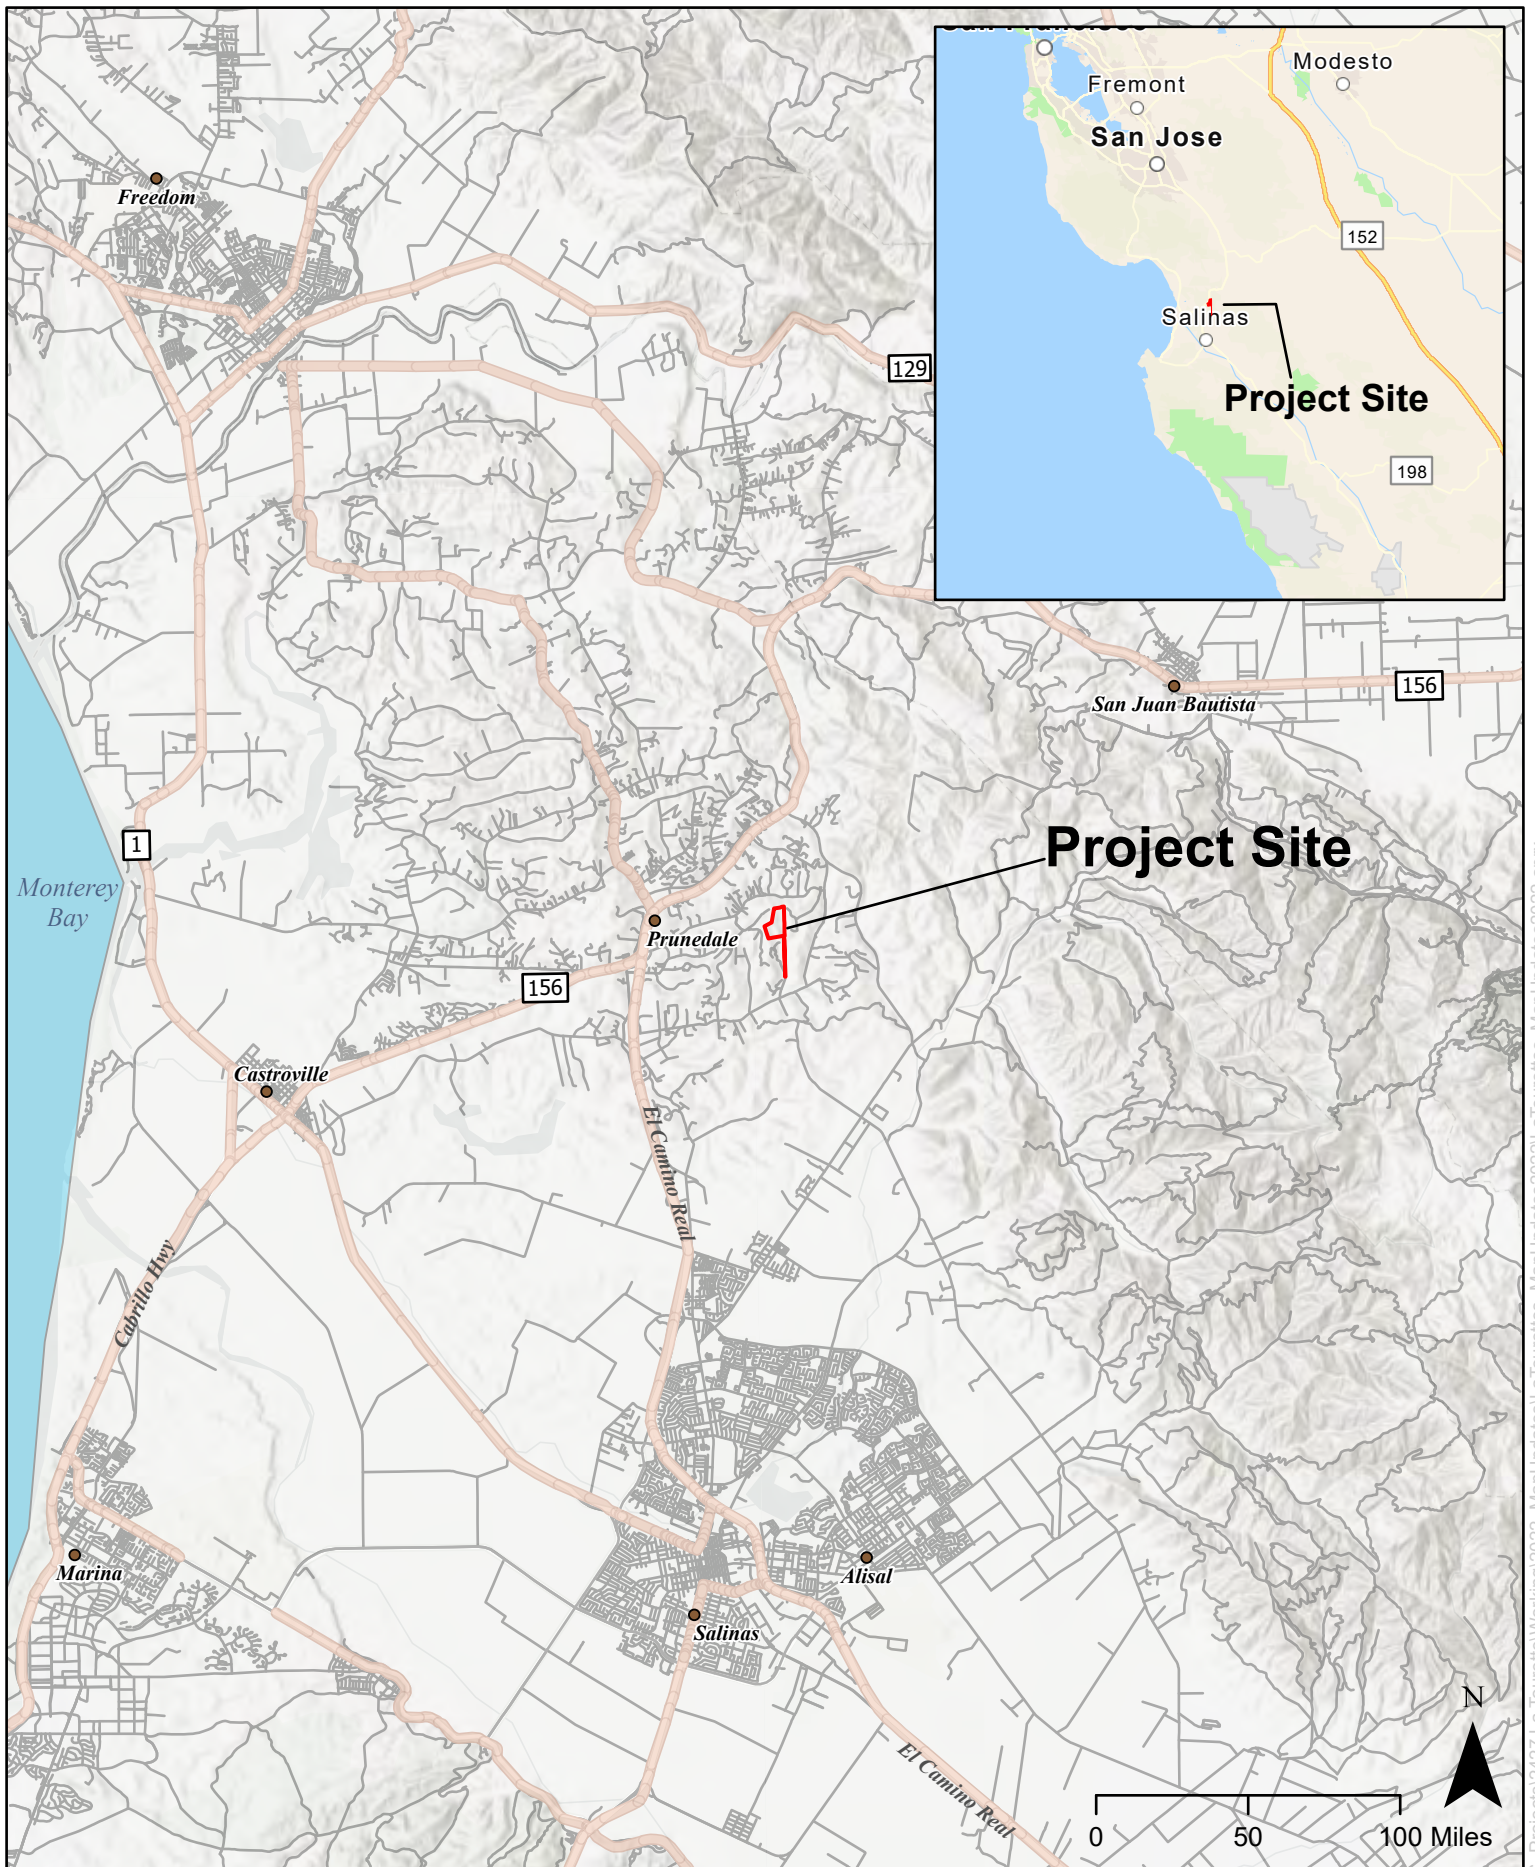 San Francisco
Fremont
Modesto
San Jose
152
Salinas
Project Site
198
Freedom
129
San Juan Bautista
156
1
Project Site
Monterey
Bay
Prunedale
156
Castroville
El Camino Real
Cabrillo Hwy
Marina
Alisal
Salinas
El Camino Real
N
0 50 100 Miles